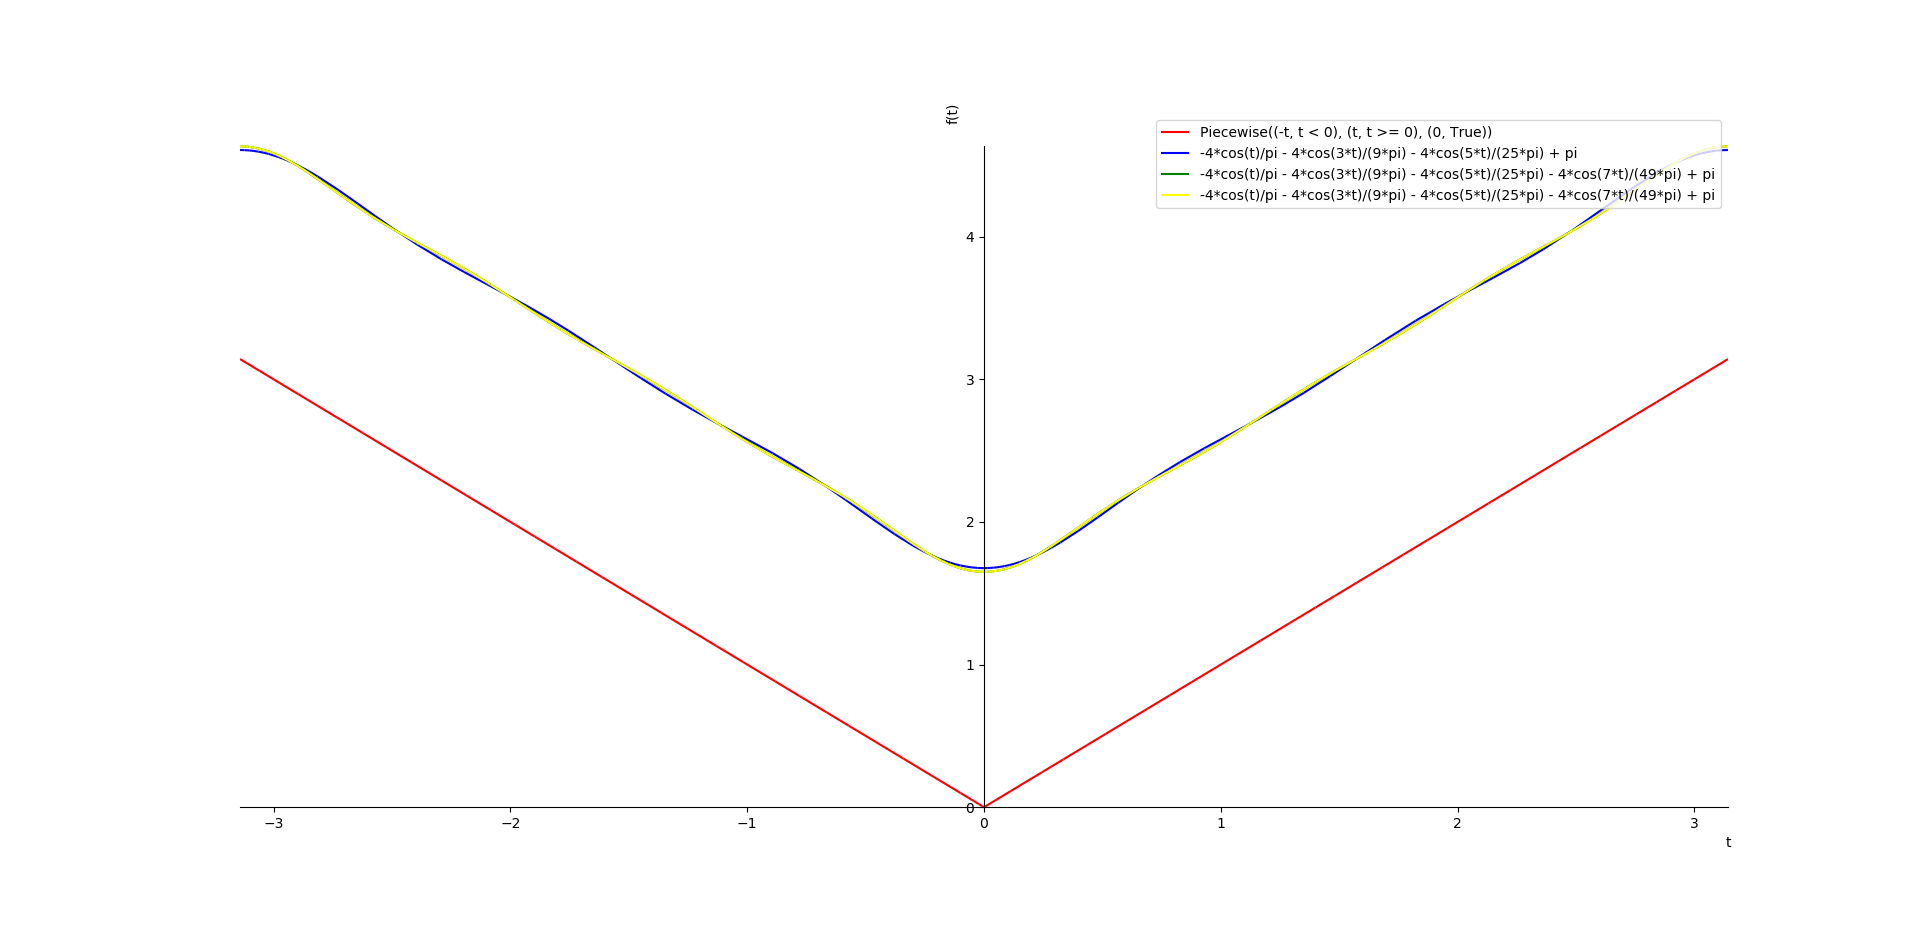 f(t)
Piecewise((-t, t < 0), (t, t >= 0), (0, True))
-4*cos(t)/pi - 4*cos(3*t)/(9*pi) - 4*cos(5*t)/(25*pi) + pi
-4*cos(t)/pi - 4*cos(3*t)/(9*pi) - 4*cos(5*t)/(25*pi) - 4*cos(7*t)/(49*pi) + pi
-4*cos(t)/pi - 4*cos(3*t)/(9*pi) - 4*cos(5*t)/(25*pi) - 4*cos(7*t)/(49*pi) + pi
4
3
2
1
0
−3 −2 −1 0 1 2 3
t